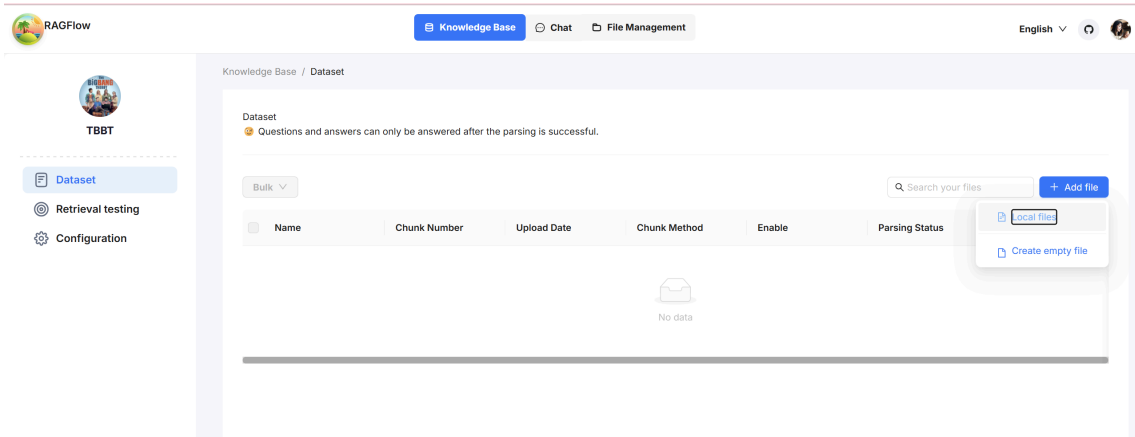 RAGFlow
Knowledge Base
Chat
File Management
English
Knowledge Base / Dataset
TBBT
Dataset
Questions and answers can only be answered after the parsing is successful.
Dataset
Retrieval testing
Configuration
Bulk
Search your files
+ Add file
Local files
Create empty file
Name
Chunk Number
Upload Date
Chunk Method
Enable
Parsing Status
No data